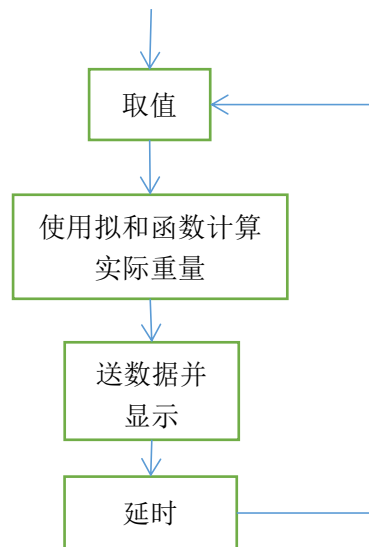 取值
使用拟和函数计算
实际重量
送数据并
显示
延时